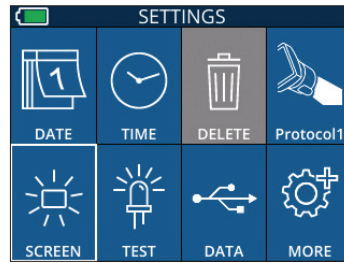 SETTINGS
1
DATE
TIME
DELETE
Protocol1
SCREEN
TEST
DATA
MORE